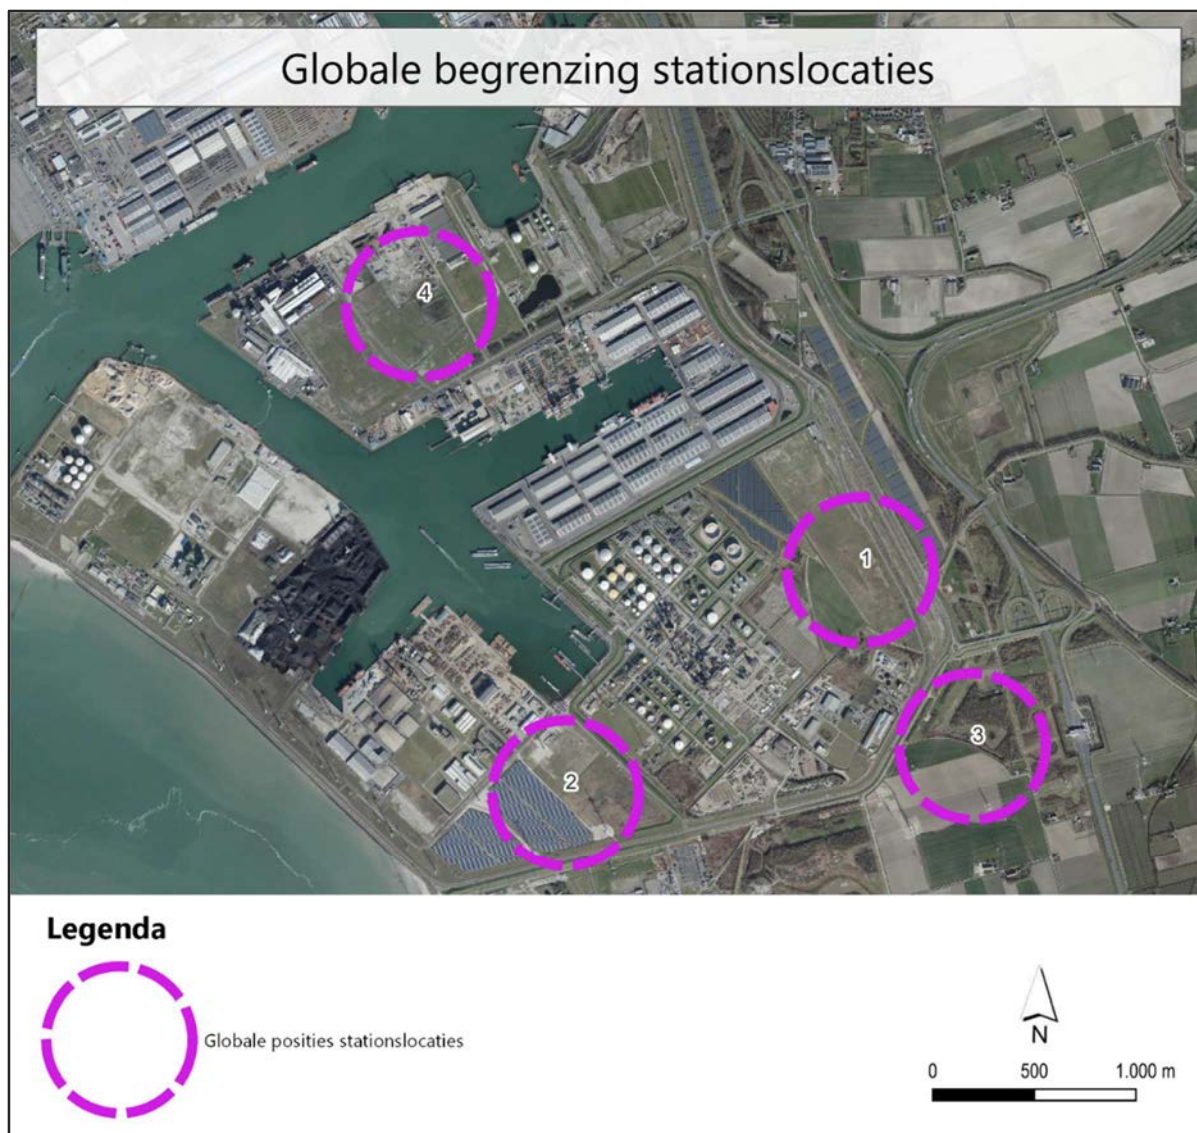 Globale begrenzing stationslocaties
4
1
3
2
Legenda
Globale posities stationslocaties
N
0 500 1.000 m